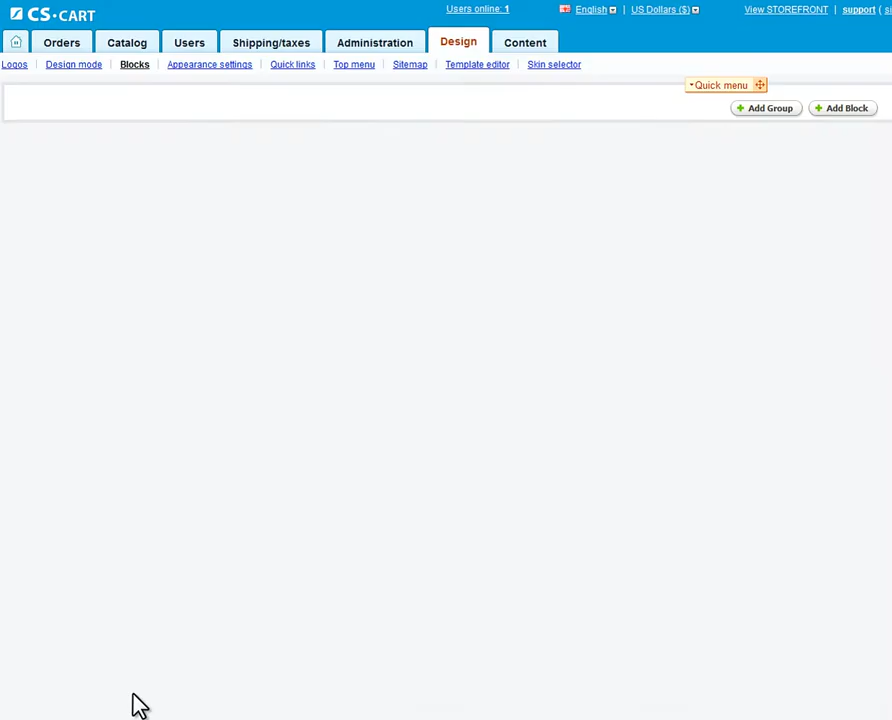 CS-CART
Users online: 1
English
US Dollars ($)
View STOREFRONT | support (
Orders
Catalog
Users
Shipping/taxes
Administration
Design
Content
Logos
Design mode
Blocks
Appearance settings
Quick links
Top menu
Sitemap
Template editor
Skin selector
Quick menu
Add Group
Add Block